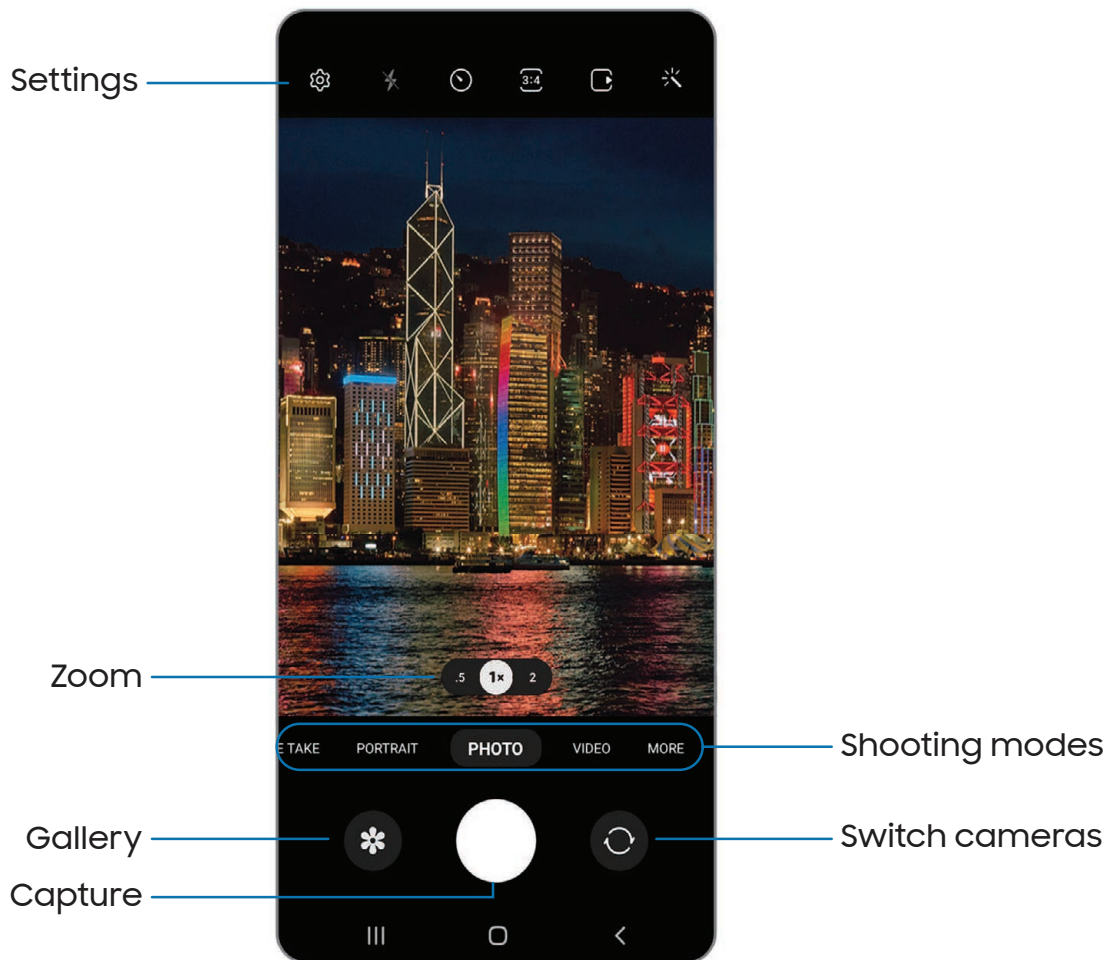 Settings
3:4
Zoom
.5 1× 2
E TAKE PORTRAIT PHOTO VIDEO MORE
Shooting modes
Gallery
Switch cameras
Capture